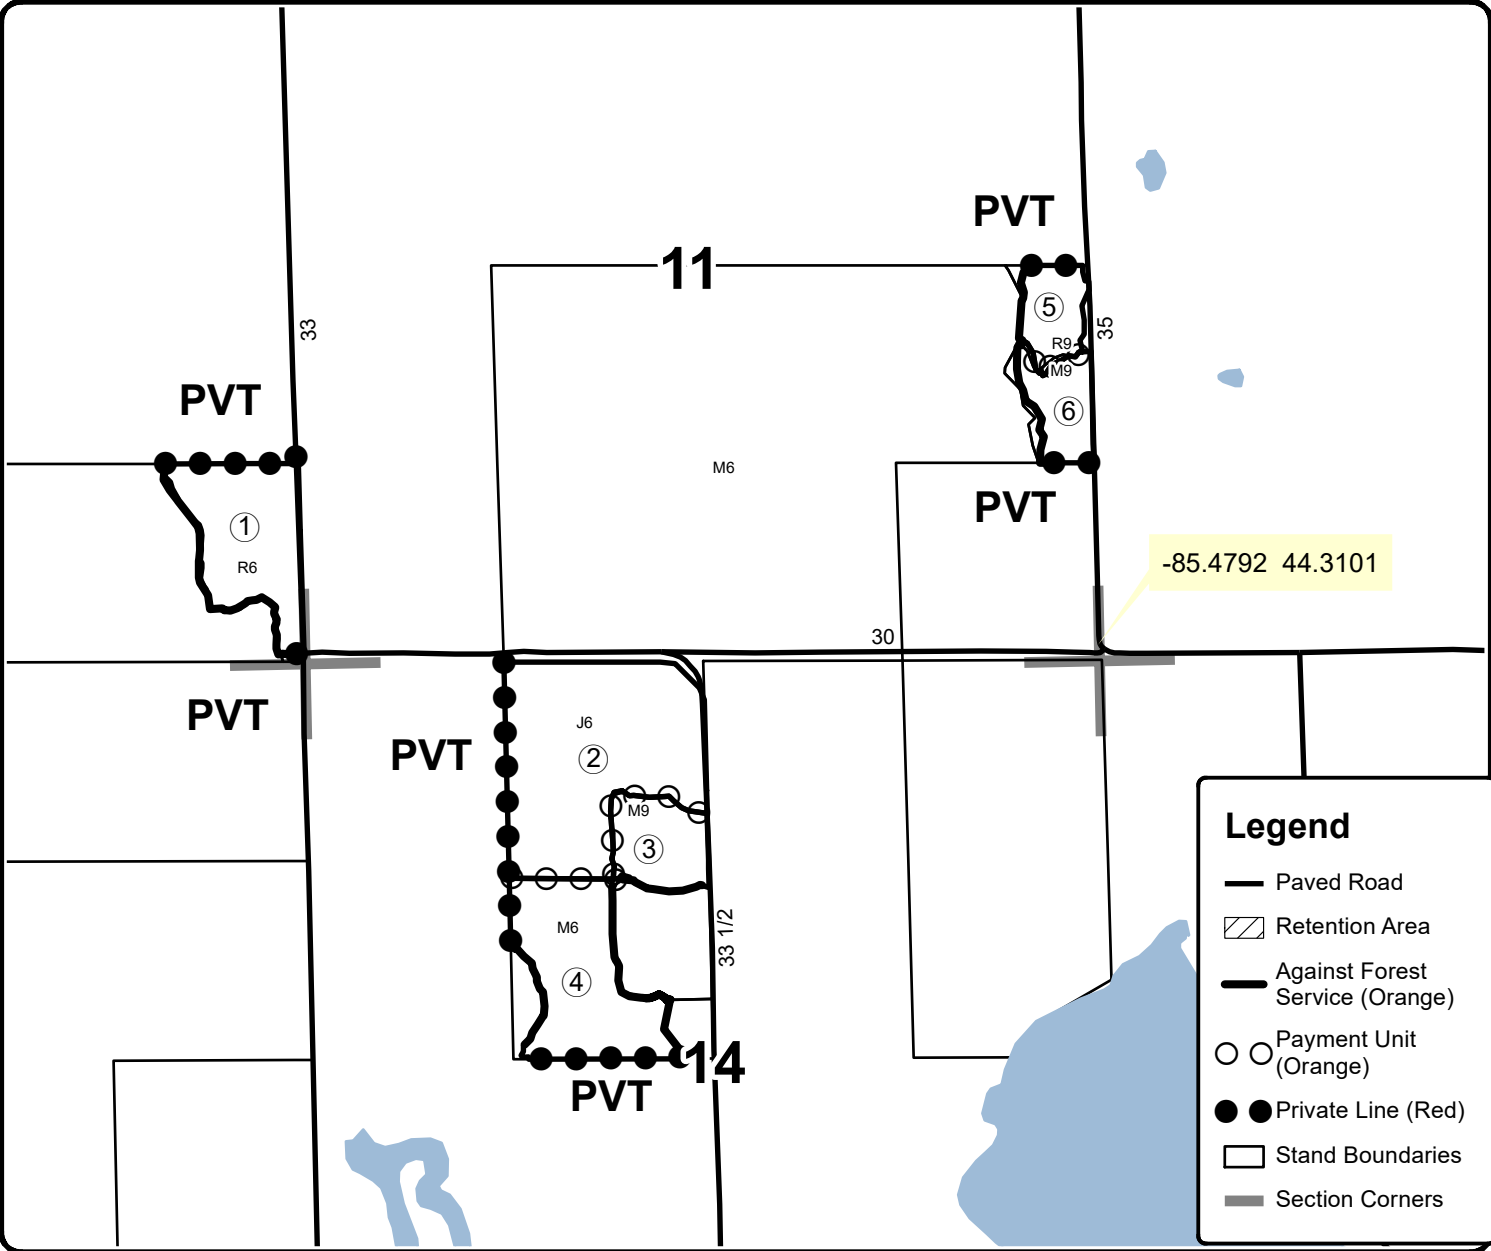 PVT
11
5
33
35
R9
M9
PVT
6
M6
PVT
1
-85.4792  44.3101
R6
30
PVT
J6
PVT
2
M9
3
M6
33 1/2
4
14
PVT
Legend
Paved Road
Retention Area
Against Forest
Service (Orange)
Payment Unit
(Orange)
Private Line (Red)
Stand Boundaries
Section Corners